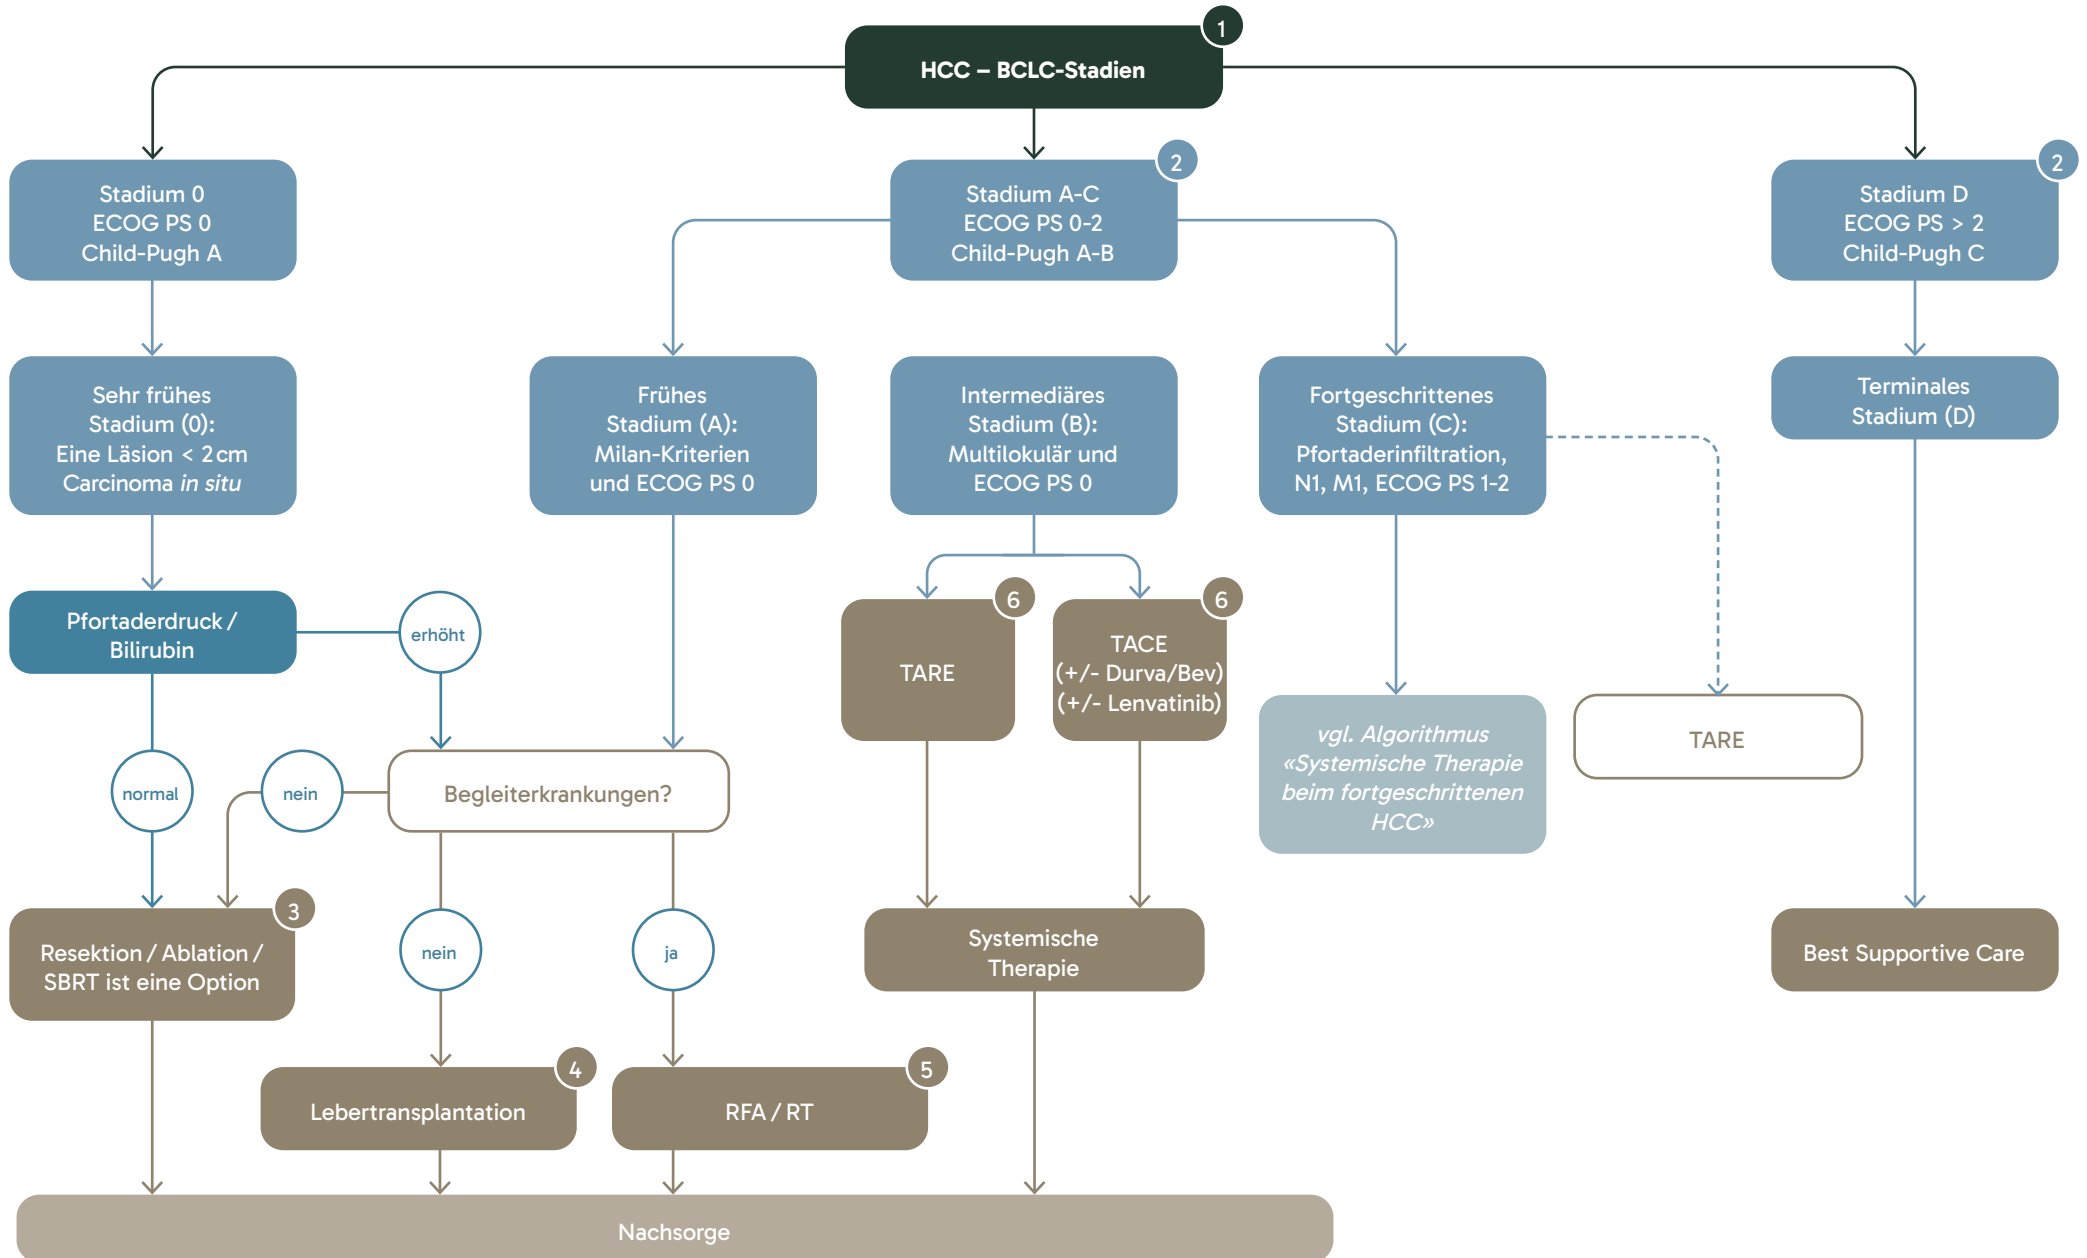 1
HCC – BCLC-Stadien
Stadium 0
ECOG PS 0
Child-Pugh A
2
Stadium A-C
ECOG PS 0-2
Child-Pugh A-B
2
Stadium D
ECOG PS > 2
Child-Pugh C
Sehr frühes
Stadium (0):
Eine Läsion < 2 cm
Carcinoma in situ
Frühes
Stadium (A):
Milan-Kriterien
und ECOG PS 0
Intermediäres
Stadium (B):
Multilokulär und
ECOG PS 0
Fortgeschrittenes
Stadium (C):
Pfortaderinfiltration,
N1, M1, ECOG PS 1-2
Terminales
Stadium (D)
Pfortaderdruck /
Bilirubin
erhöht
6
TARE
6
TACE
(+/- Durva/Bev)
(+/- Lenvatinib)
vgl. Algorithmus
«Systemische Therapie
beim fortgeschrittenen
HCC»
TARE
normal
nein
Begleiterkrankungen?
3
Resektion / Ablation /
SBRT ist eine Option
nein
ja
Systemische
Therapie
Best Supportive Care
4
Lebertransplantation
5
RFA / RT
Nachsorge